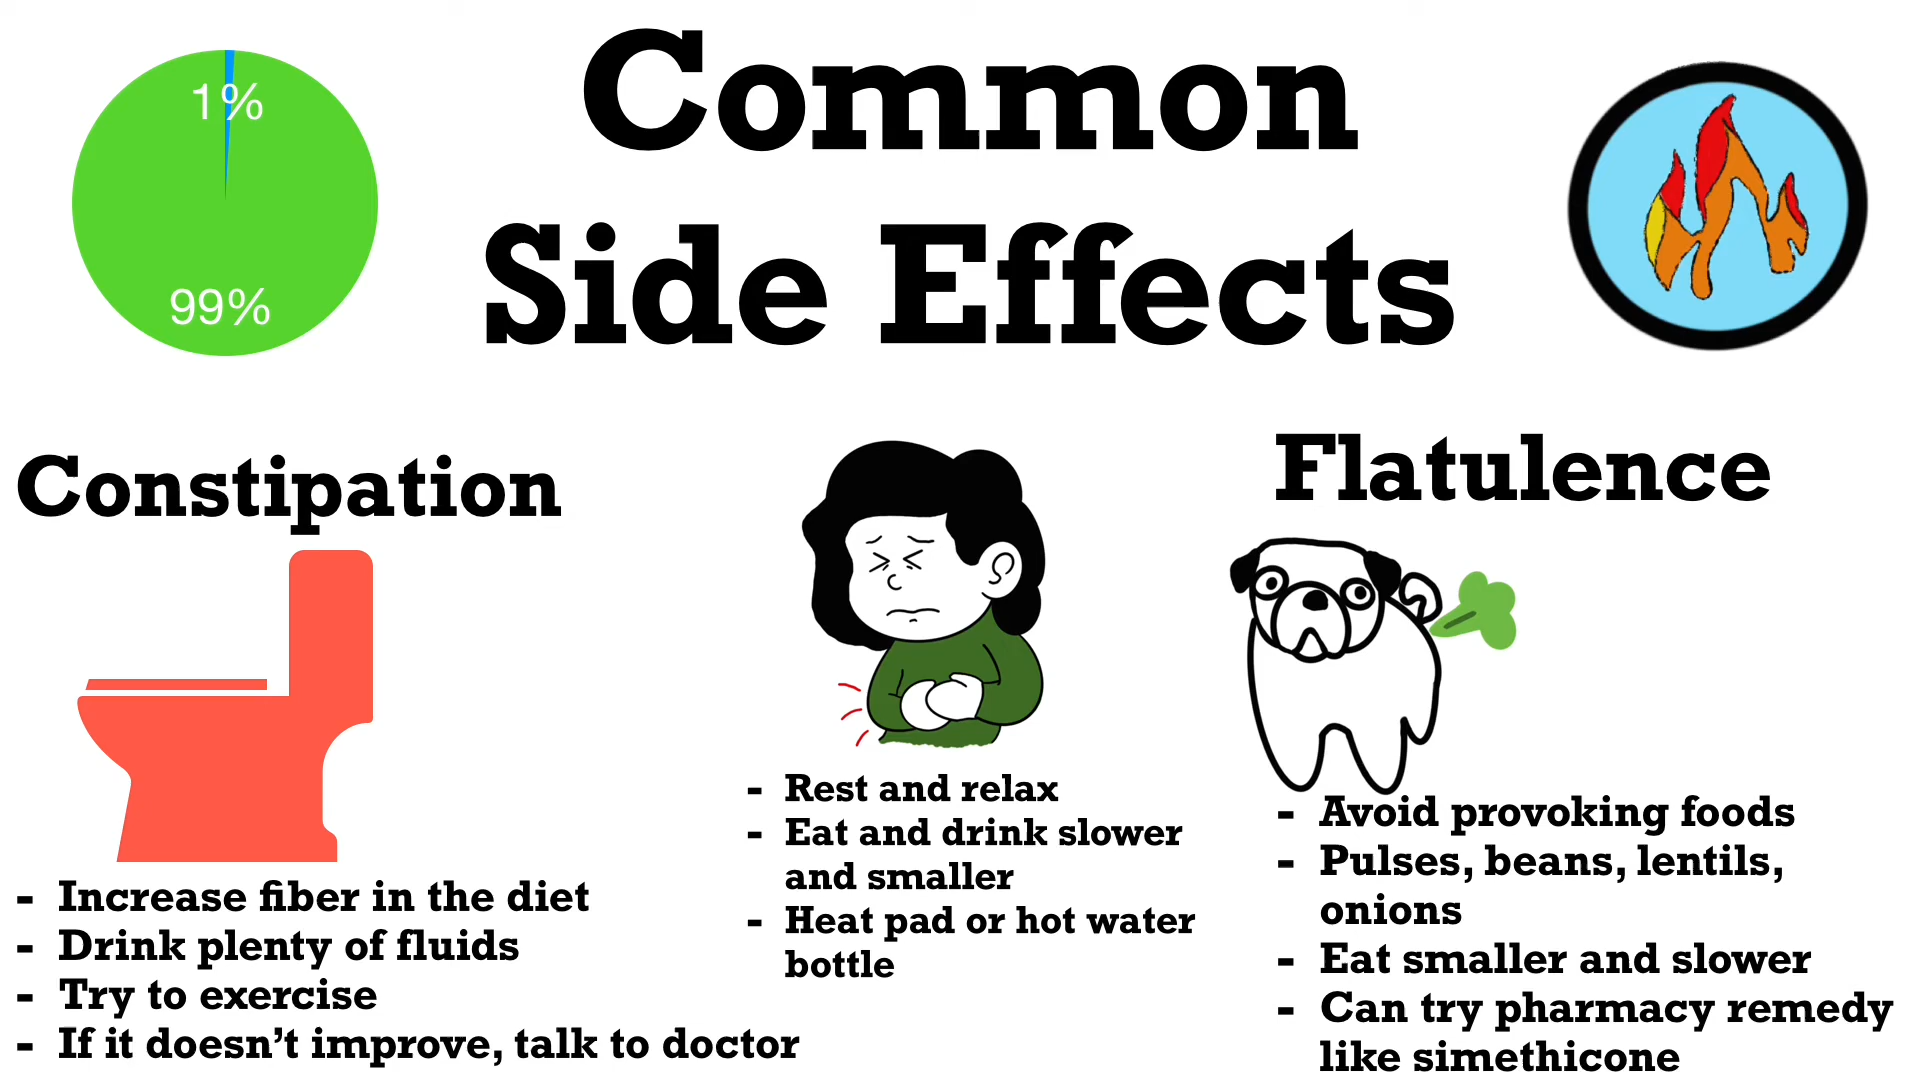 1%
99%
Common
Side Effects
Constipation
- Increase fiber in the diet
- Drink plenty of fluids
- Try to exercise
- If it doesn’t improve, talk to doctor
- Rest and relax
- Eat and drink slower
and smaller
- Heat pad or hot water
bottle
Flatulence
- Avoid provoking foods
- Pulses, beans, lentils,
onions
- Eat smaller and slower
- Can try pharmacy remedy
like simethicone